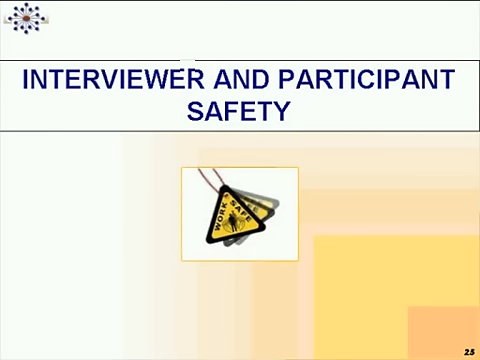 INTERVIEWER AND PARTICIPANT
SAFETY
WORK SAFE
25